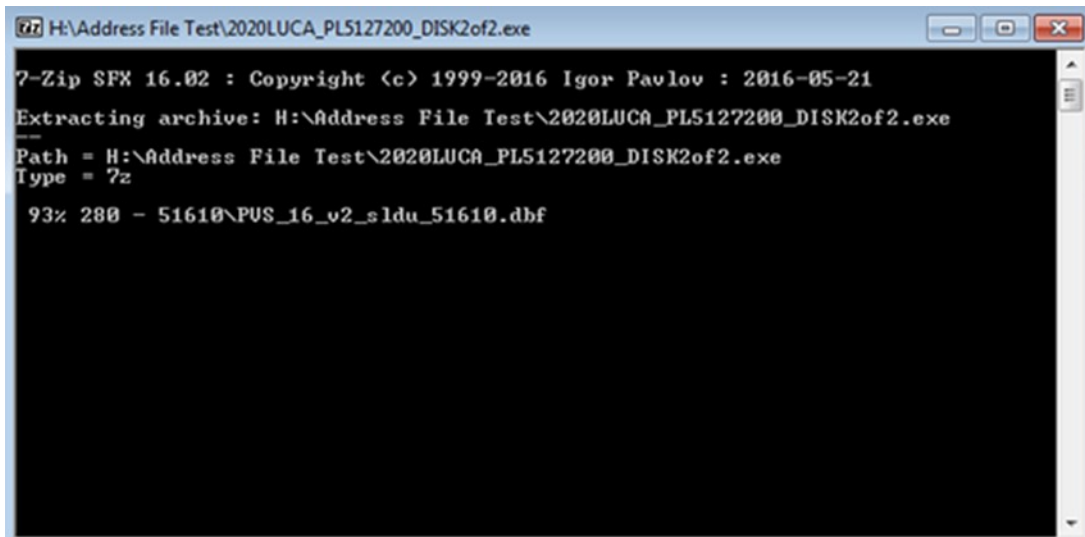 7z H:\Address File Test\2020LUCA_PL5127200_DISK2of2.exe
7-Zip SFX 16.02 : Copyright (c) 1999-2016 Igor Pavlov : 2016-05-21
Extracting archive: H:\Address File Test\2020LUCA_PL5127200_DISK2of2.exe
--
Path = H:\Address File Test\2020LUCA_PL5127200_DISK2of2.exe
Type = 7z
93% 280 - 51610\PVS_16_v2_sldu_51610.dbf